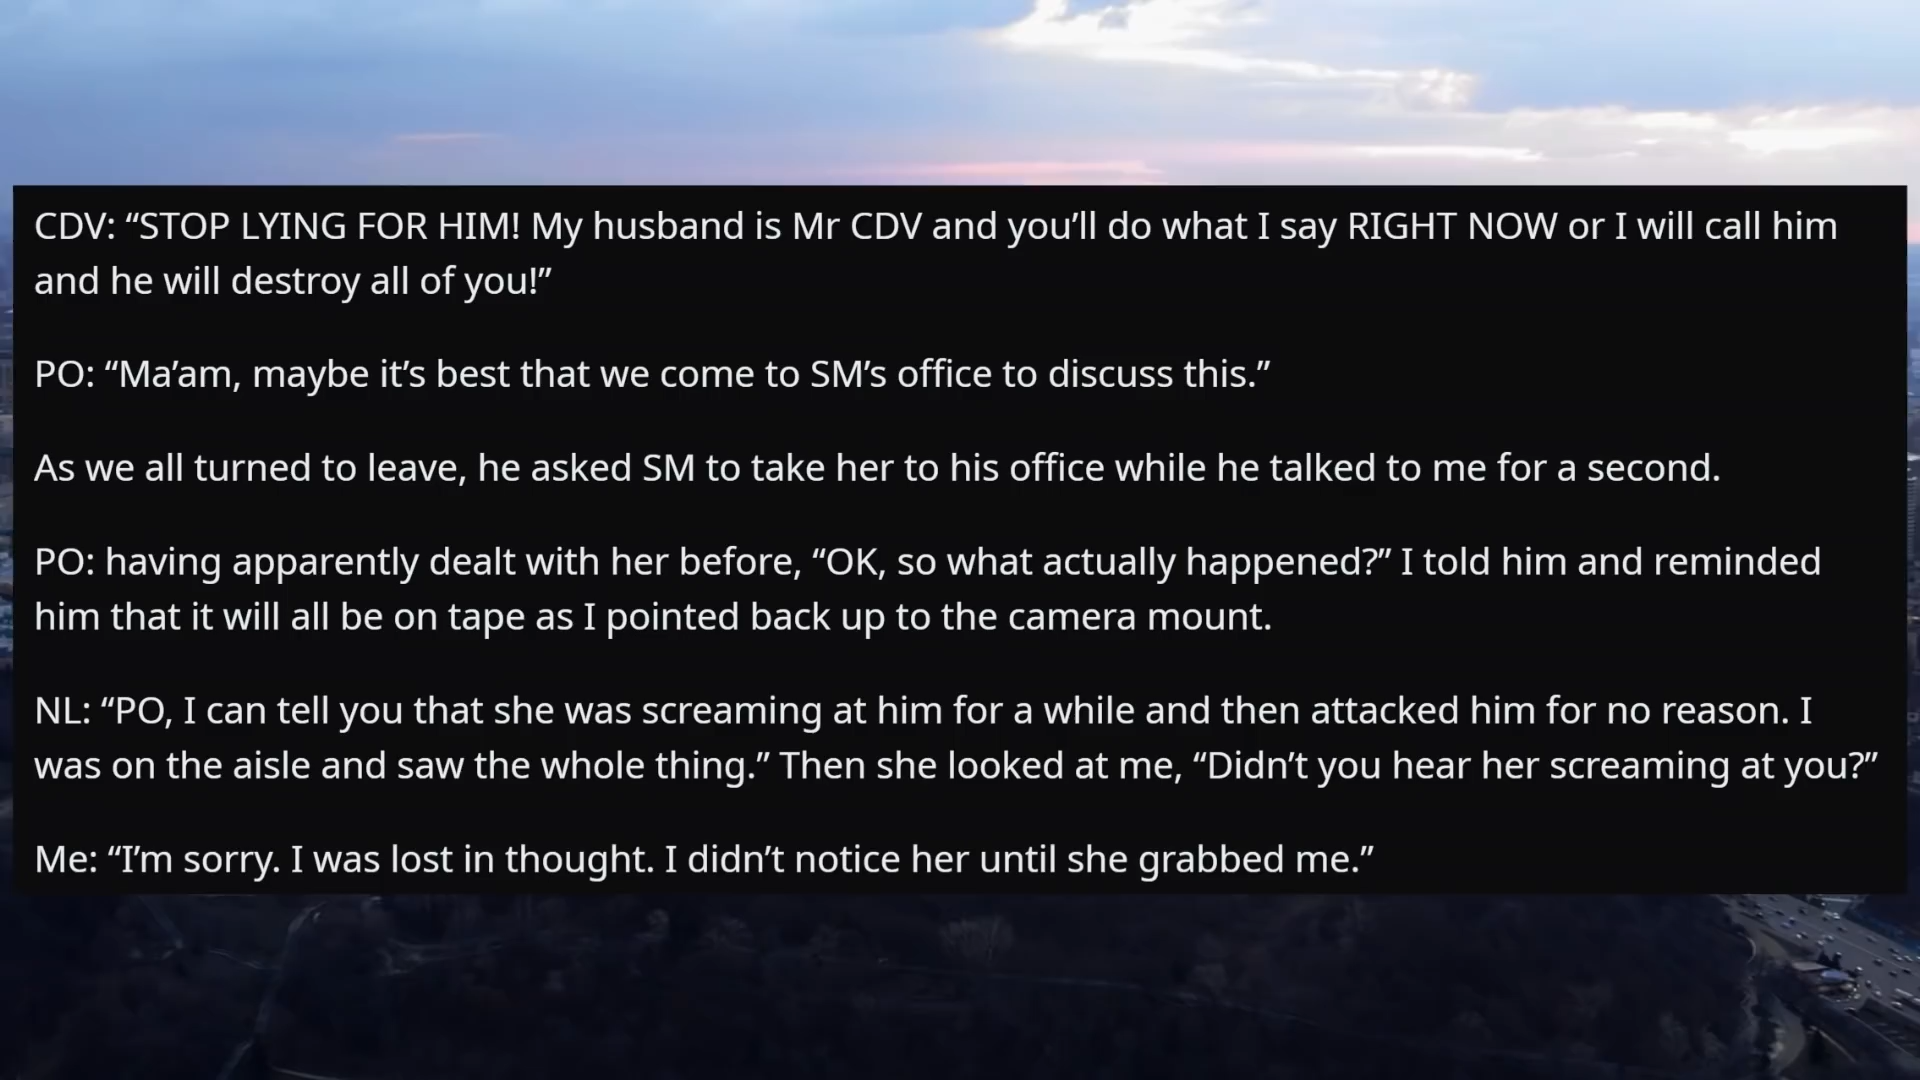 CDV: “STOP LYING FOR HIM! My husband is Mr CDV and you’ll do what I say RIGHT NOW or I will call him
and he will destroy all of you!”
PO: “Ma’am, maybe it’s best that we come to SM’s office to discuss this.”
As we all turned to leave, he asked SM to take her to his office while he talked to me for a second.
PO: having apparently dealt with her before, “OK, so what actually happened?” I told him and reminded
him that it will all be on tape as I pointed back up to the camera mount.
NL: “PO, I can tell you that she was screaming at him for a while and then attacked him for no reason. I
was on the aisle and saw the whole thing.” Then she looked at me, “Didn’t you hear her screaming at you?”
Me: “I’m sorry. I was lost in thought. I didn’t notice her until she grabbed me.”